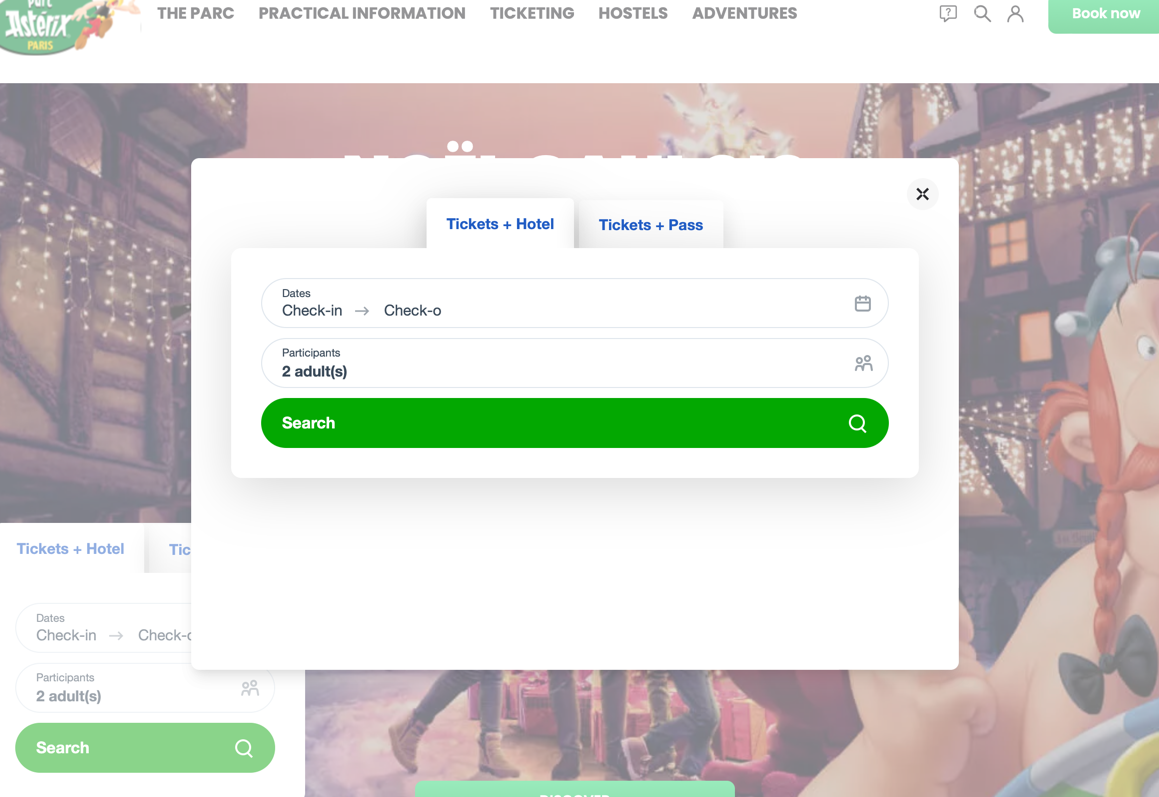 Parc
Astérix
PARIS
THE PARC
PRACTICAL INFORMATION
TICKETING
HOSTELS
ADVENTURES
Book now
Tickets + Hotel
Tickets + Pass
Dates
Check-in → Check-o
Participants
2 adult(s)
Search
Tickets + Hotel
Tic
Dates
Check-in → Check-o
Participants
2 adult(s)
Search
DISCOVER